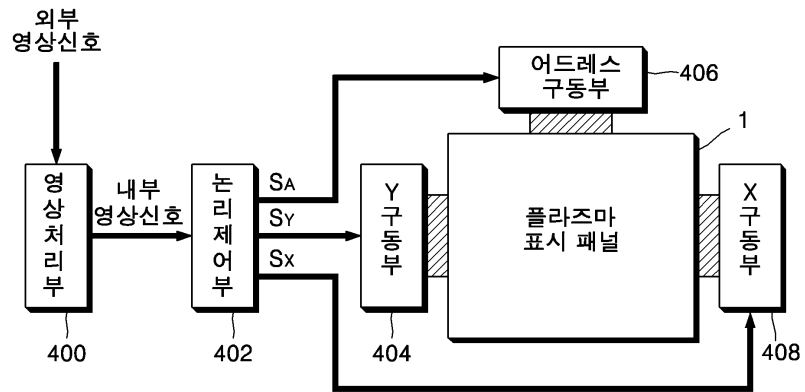 외부
영상신호
어드레스
구동부
406
1
영상처리부
내부
영상신호
논리제어부
SA
SY
SX
Y구동부
플라즈마
표시 패널
X구동부
400
402
404
408